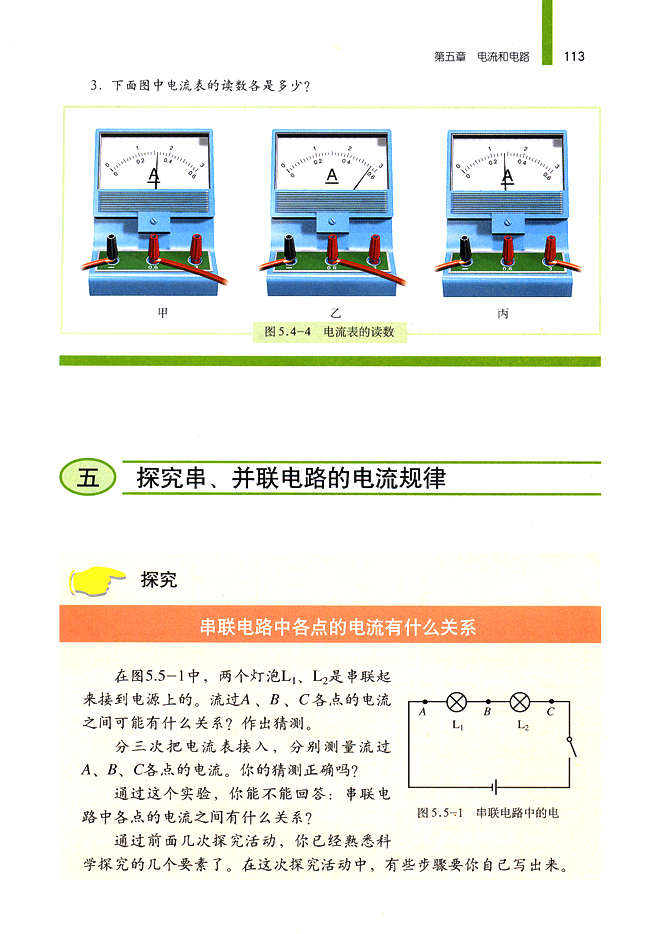 第五章 电流和电路 113
3. 下面图中电流表的读数各是多少?
0 1 2 3
0 0.2 0.4 0.6
A
- 0.6 3
0 1 2 3
0 0.2 0.4 0.6
A
- 0.6
0 1 2 3
0 0.2 0.4 0.6
A
- 0.6 3
甲 乙 丙
图5.4-4 电流表的读数
五 探究串、并联电路的电流规律
探究
串联电路中各点的电流有什么关系
在图5.5-1中，两个灯泡L₁、L₂是串联起
来接到电源上的。流过A、B、C各点的电流
之间可能有什么关系？作出猜测。
分三次把电流表接入，分别测量流过
A、B、C各点的电流。你的猜测正确吗？
通过这个实验，你能不能回答：串联电
路中各点的电流之间有什么关系？
通过前面几次探究活动，你已经熟悉科
学探究的几个要素了。在这次探究活动中，有些步骤要你自己写出来。
A B C
L₁ L₂
图5.5-1 串联电路中的电